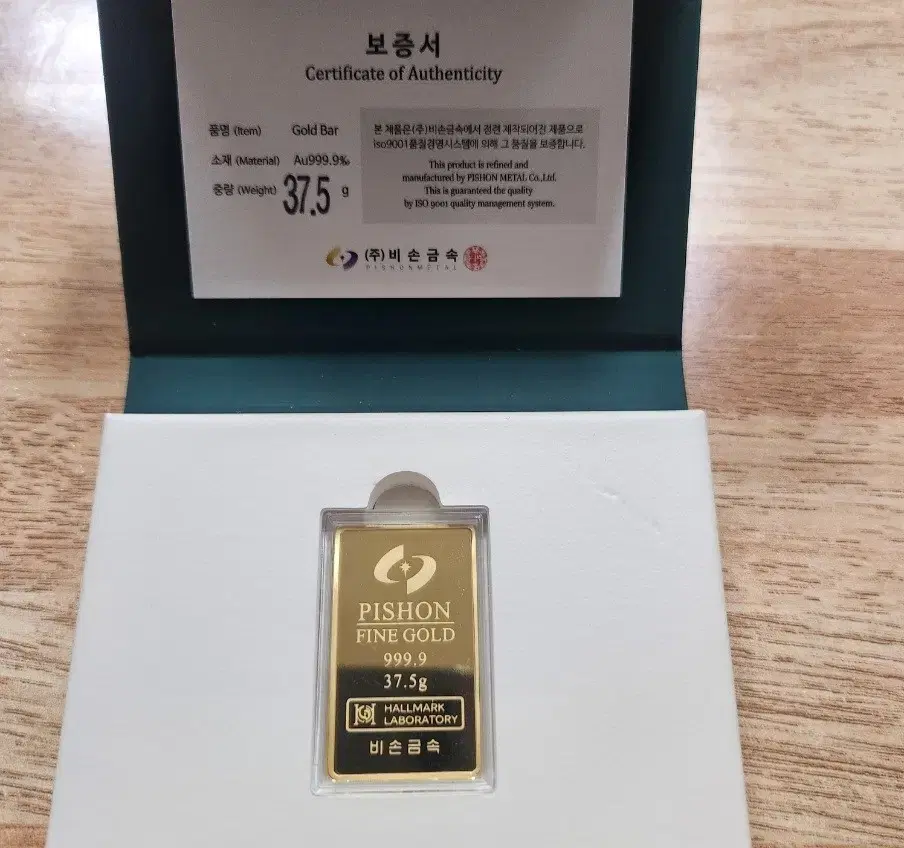 보증서
Certificate of Authenticity
품명 (Item) Gold Bar
소재 (Material) Au999.9‰
중량 (Weight) 37.5 g
본 제품은(주)비손금속에서 정련 제작되어진 제품으로
iso9001품질경영시스템에 의해 그 품질을 보증합니다.
This product is refined and
manufactured by PISHON METAL Co.,Ltd.
This is guaranteed the quality
by ISO 9001 quality management system.
(주)비손금속
PISHONMETAL
PISHON
FINE GOLD
999.9
37.5g
HALLMARK
LABORATORY
비손금속